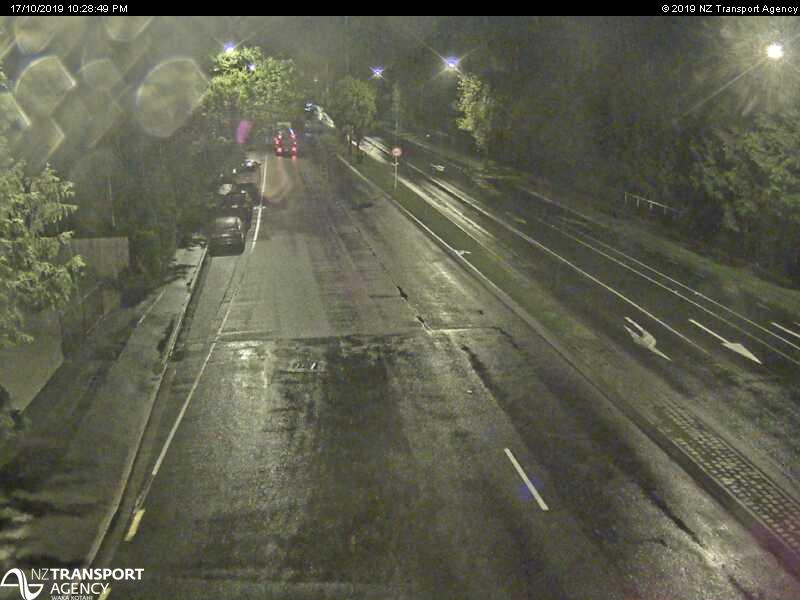 17/10/2019 10:28:49 PM
© 2019 NZ Transport Agency
NZTRANSPORT
AGENCY
WAKA KOTAHI